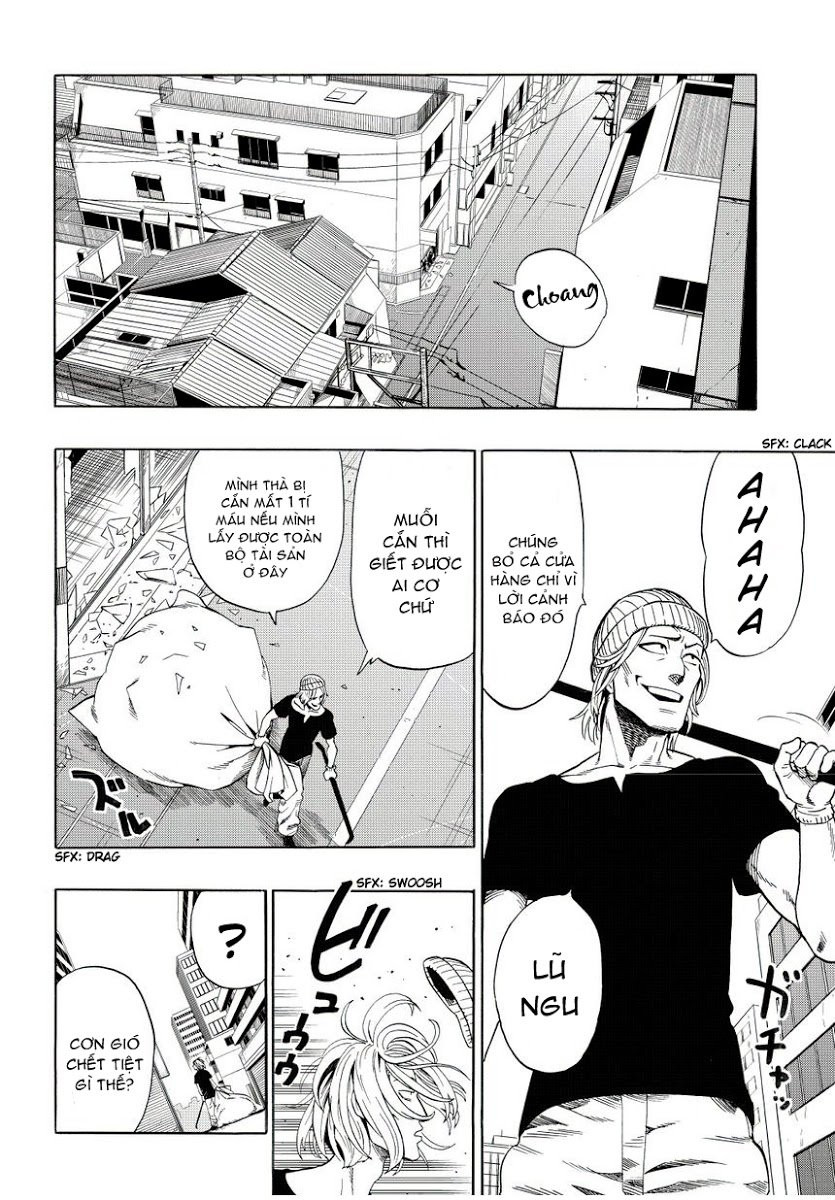 Choang
SFX: CLACK
AHAHA
CHÚNG
BỎ CẢ CỬA
HÀNG CHỈ VÌ
LỜI CẢNH
BÁO ĐÓ
LŨ
NGU
ガチャッ
MUỖI
CẮN THÌ
GIẾT ĐƯỢC
AI CƠ
CHỨ
MÌNH THÀ BỊ
CẮN MẤT 1 TÍ
MÁU NẾU MÌNH
LẤY ĐƯỢC TOÀN
BỘ TÀI SẢN
Ở ĐÂY
ズル
SFX: DRAG
SFX: SWOOSH
ビュウウ
?
CƠN GIÓ
CHẾT TIỆT
GÌ THẾ?